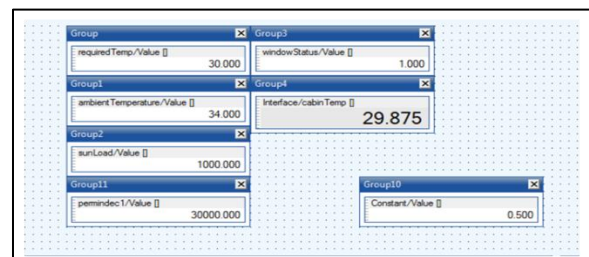 Group
requiredTemp/Value []
30.000
Group1
ambientTemperature/Value []
34.000
Group2
sunLoad/Value []
1000.000
Group11
permindec1/Value []
30000.000
Group3
windowStatus/Value []
1.000
Group4
Interface/cabinTemp []
29.875
Group10
Constant/Value []
0.500